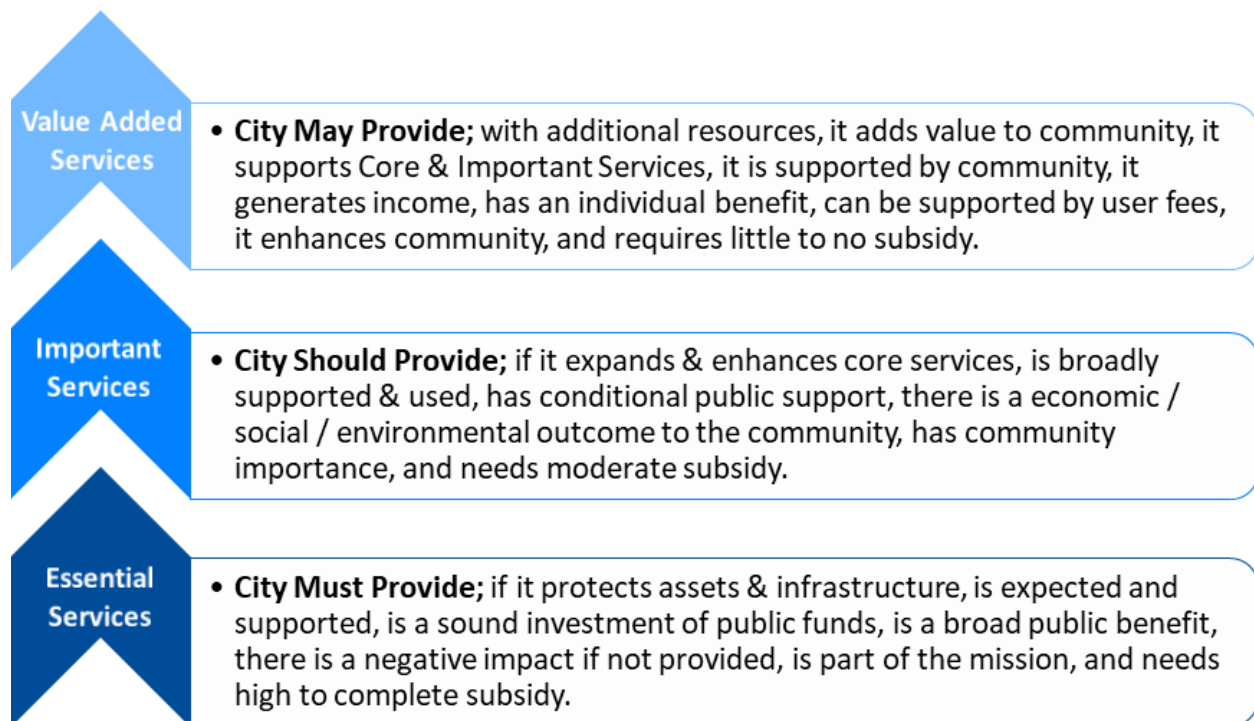 Value Added
Services
• City May Provide; with additional resources, it adds value to community, it
supports Core & Important Services, it is supported by community, it
generates income, has an individual benefit, can be supported by user fees,
it enhances community, and requires little to no subsidy.
Important
Services
• City Should Provide; if it expands & enhances core services, is broadly
supported & used, has conditional public support, there is a economic /
social / environmental outcome to the community, has community
importance, and needs moderate subsidy.
Essential
Services
• City Must Provide; if it protects assets & infrastructure, is expected and
supported, is a sound investment of public funds, is a broad public benefit,
there is a negative impact if not provided, is part of the mission, and needs
high to complete subsidy.